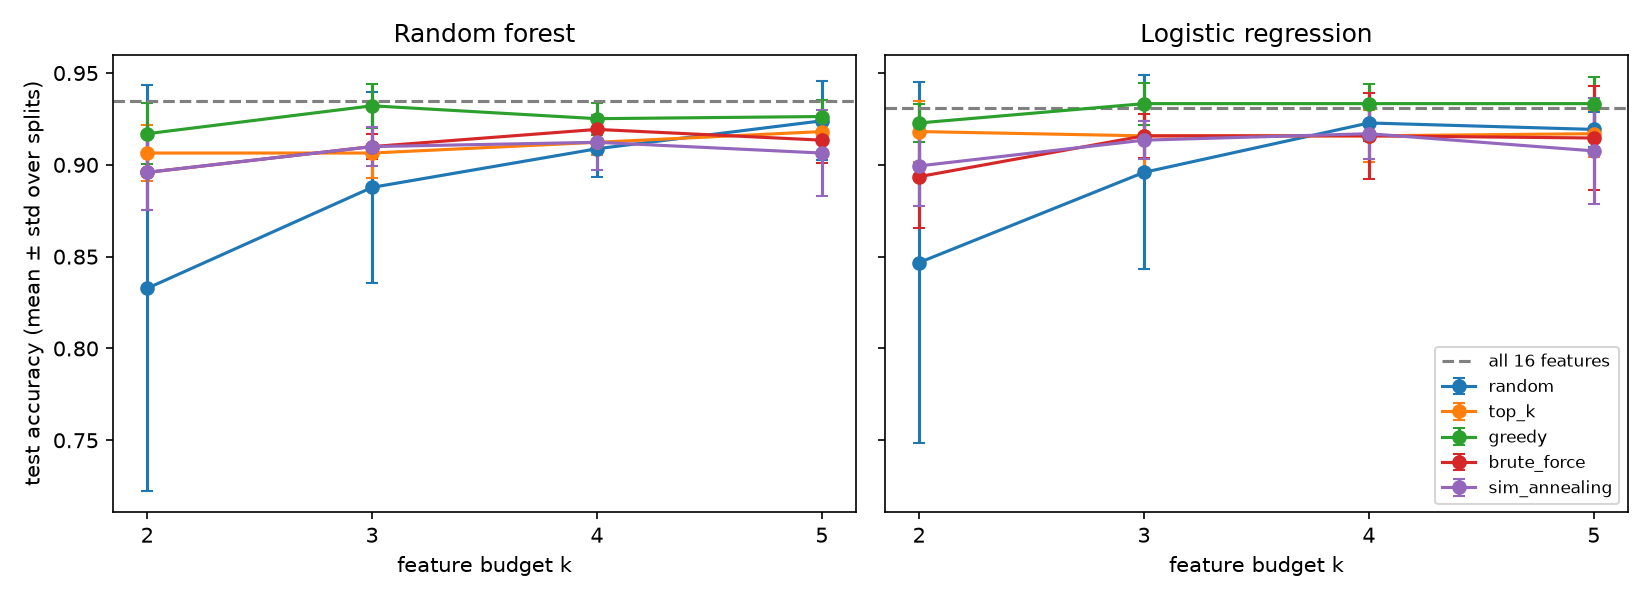 Random forest
Logistic regression
test accuracy (mean ± std over splits)
0.95
0.90
0.85
0.80
0.75
2 3 4 5
2 3 4 5
feature budget k
feature budget k
all 16 features
random
top_k
greedy
brute_force
sim_annealing